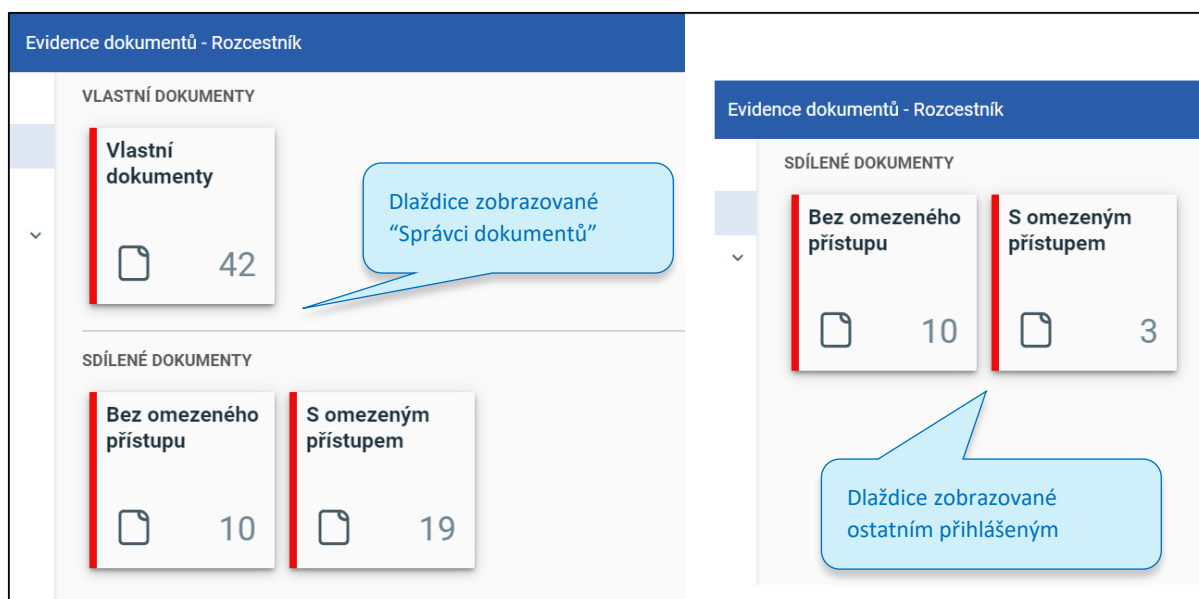 Evidence dokumentů - Rozcestník
VLASTNÍ DOKUMENTY
Vlastní
dokumenty
42
Dlaždice zobrazované
“Správci dokumentů”
SDÍLENÉ DOKUMENTY
Bez omezeného
přístupu
10
S omezeným
přístupem
19
Evidence dokumentů - Rozcestník
SDÍLENÉ DOKUMENTY
Bez omezeného
přístupu
10
S omezeným
přístupem
3
Dlaždice zobrazované
ostatním přihlášeným